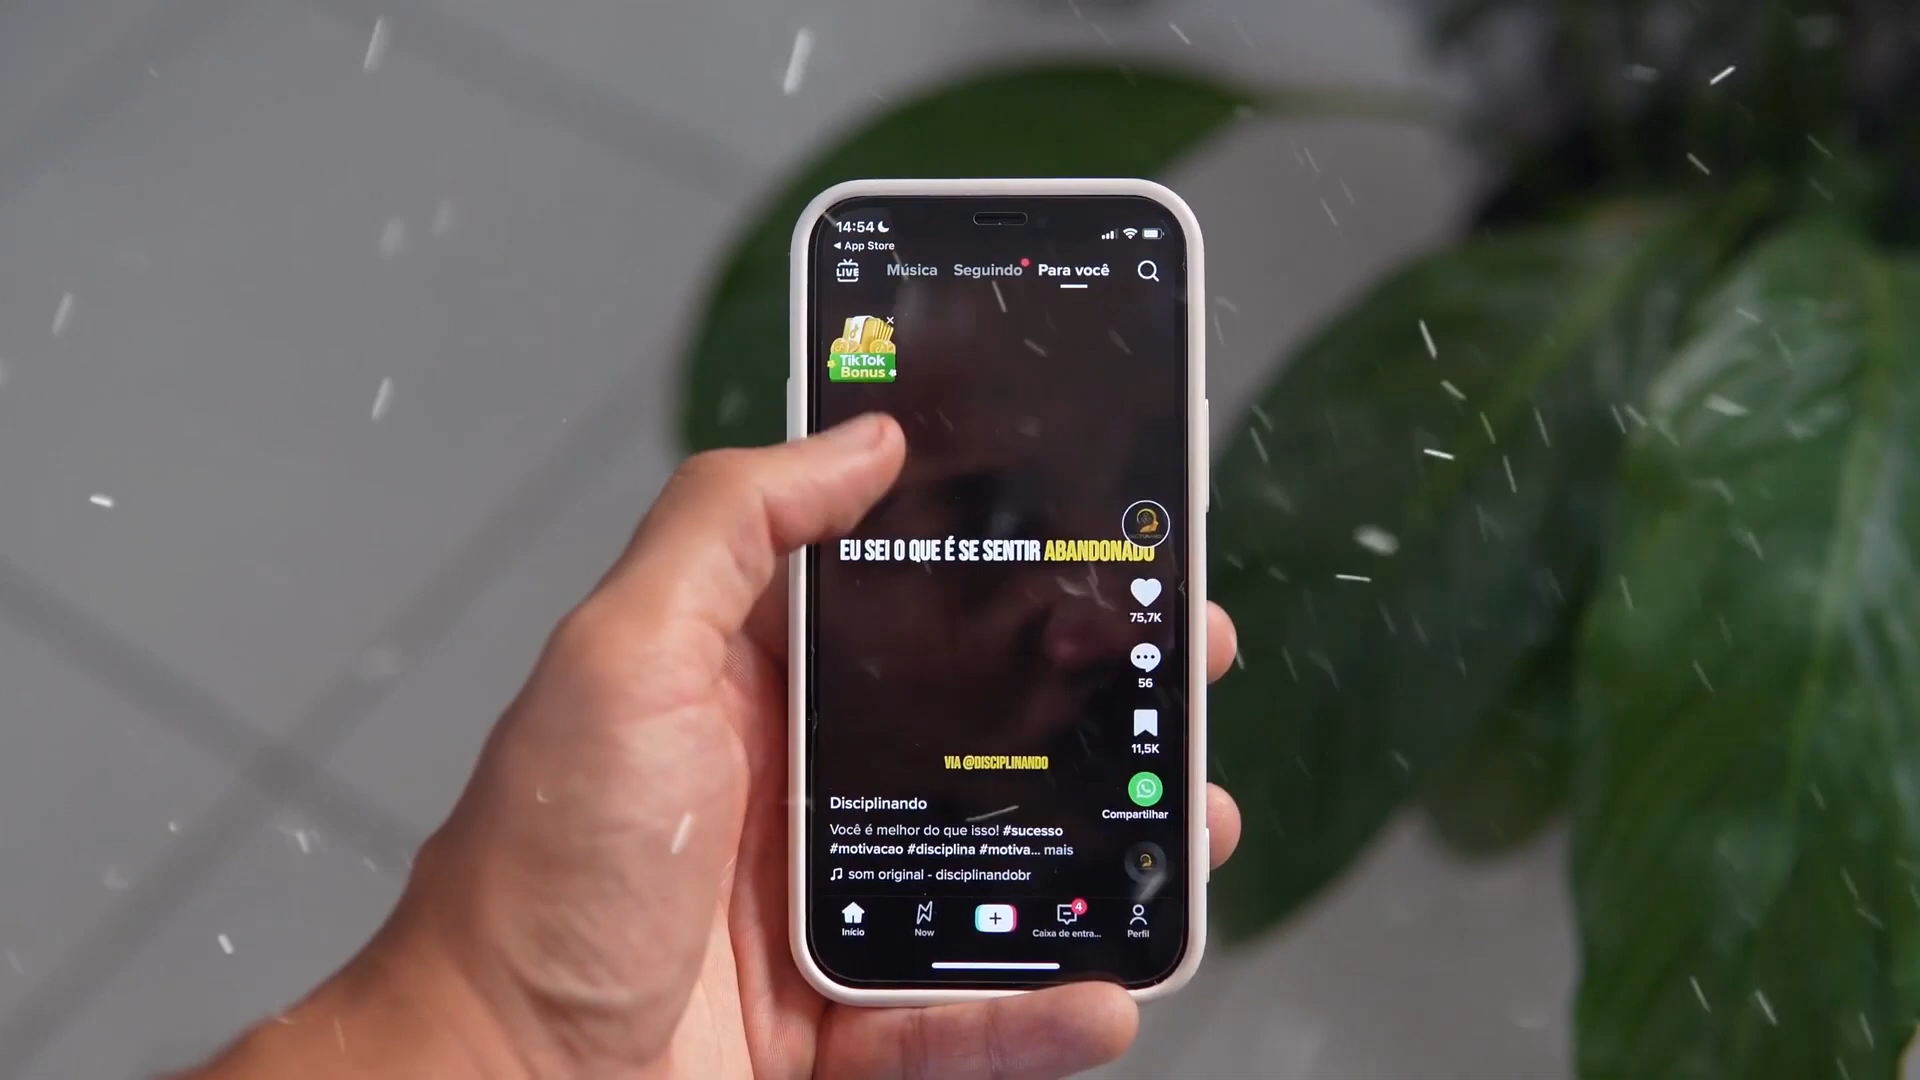 14:54
App Store
LIVE
Música
Seguindo
Para você
TikTok
Bonus
EU SEI O QUE É SE SENTIR ABANDONADO
75,7K
56
11,5K
VIA @DISCIPLINANDO
Compartilhar
Disciplinando
Você é melhor do que isso! #sucesso
#motivacao #disciplina #motiva... mais
som original - disciplinandobr
4
Início
Now
Caixa de entra...
Perfil